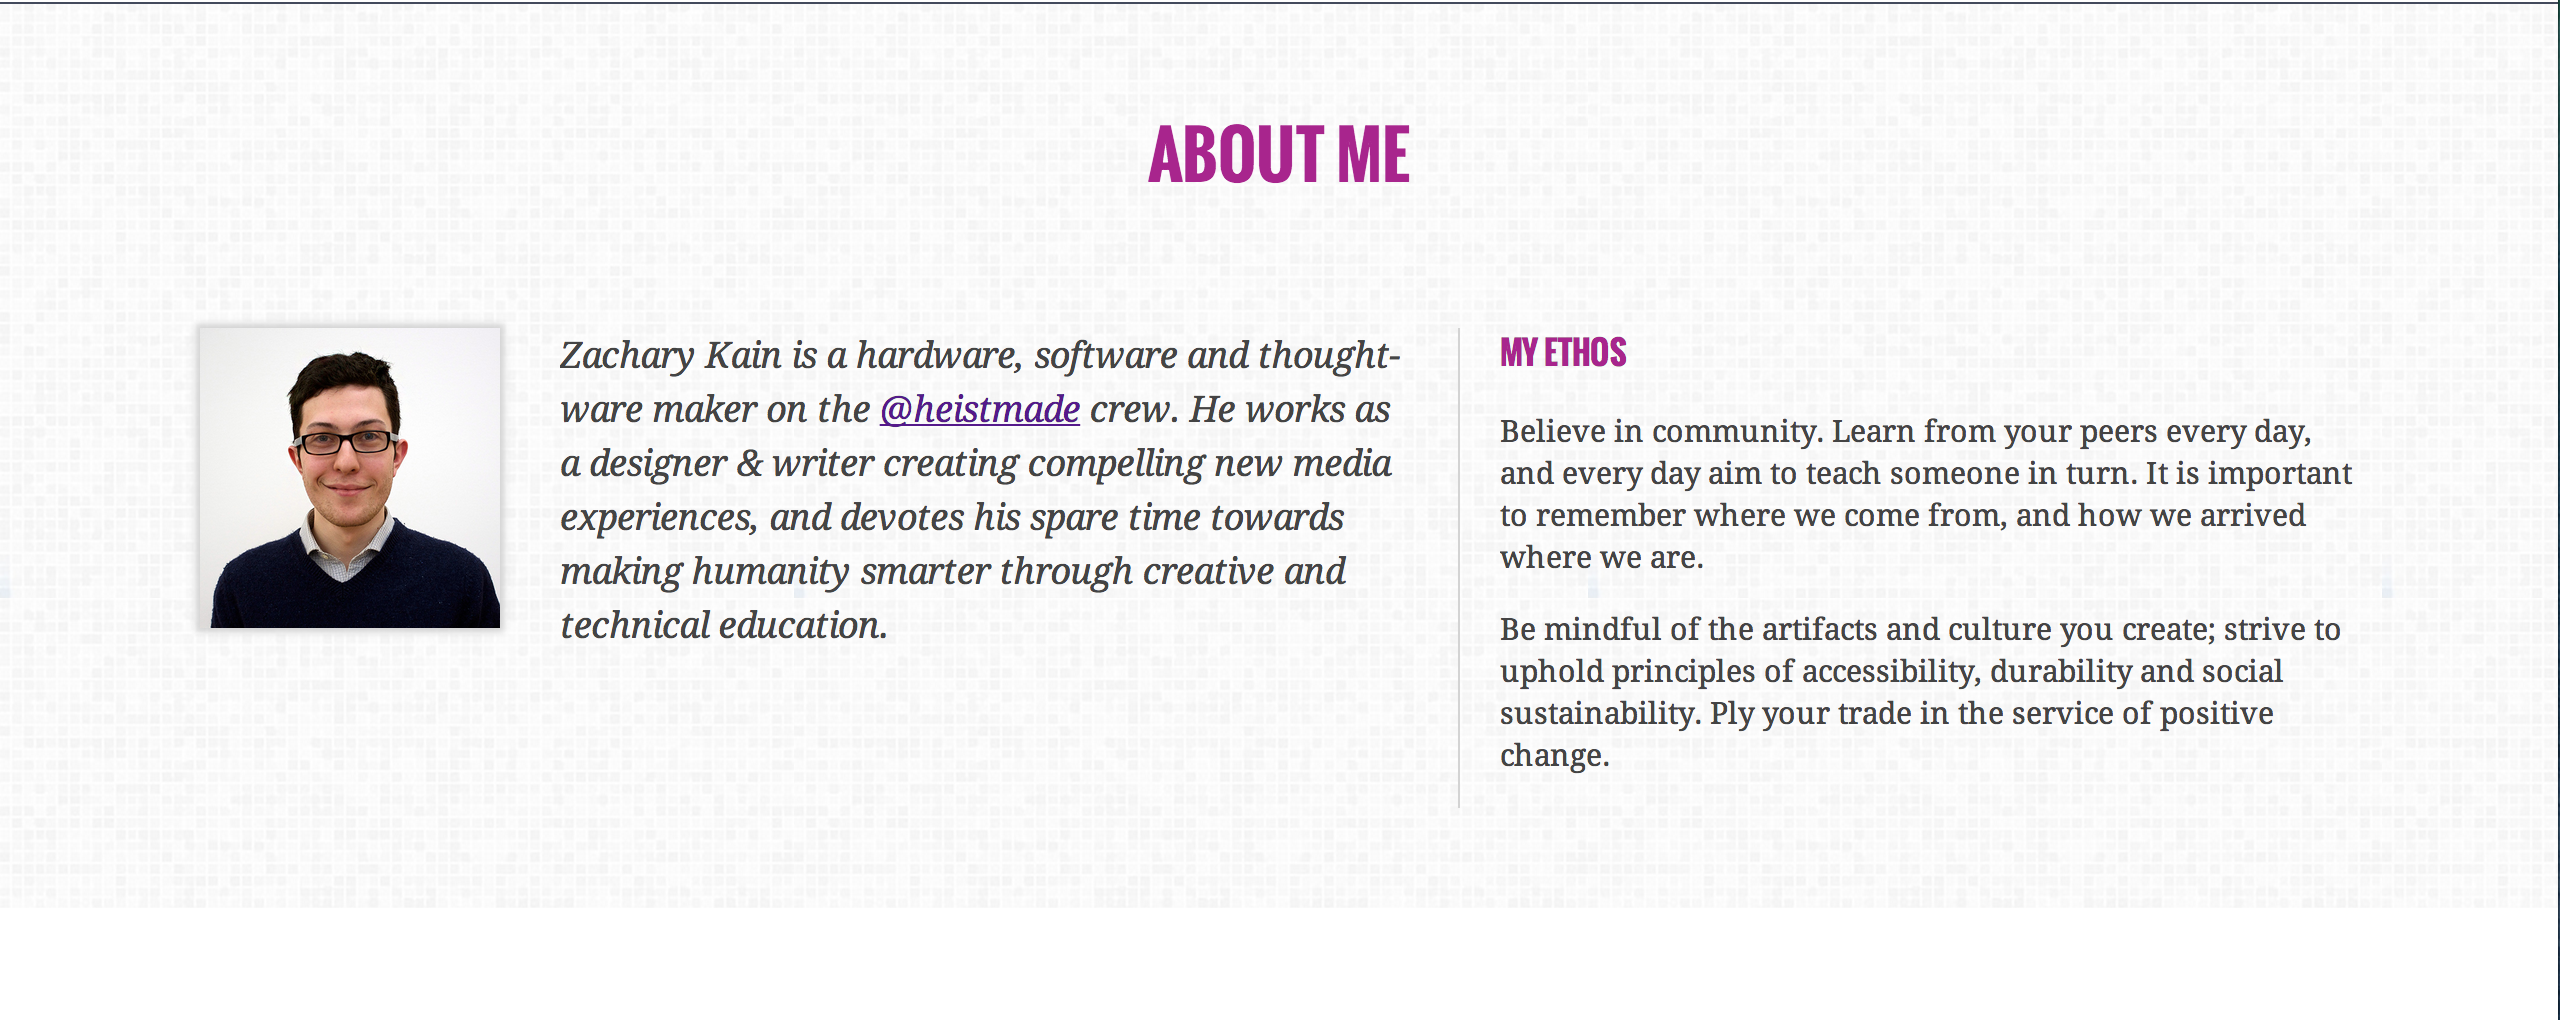 ABOUT ME
Zachary Kain is a hardware, software and thought-
ware maker on the @heistmade crew. He works as
a designer & writer creating compelling new media
experiences, and devotes his spare time towards
making humanity smarter through creative and
technical education.
MY ETHOS
Believe in community. Learn from your peers every day,
and every day aim to teach someone in turn. It is important
to remember where we come from, and how we arrived
where we are.
Be mindful of the artifacts and culture you create; strive to
uphold principles of accessibility, durability and social
sustainability. Ply your trade in the service of positive
change.